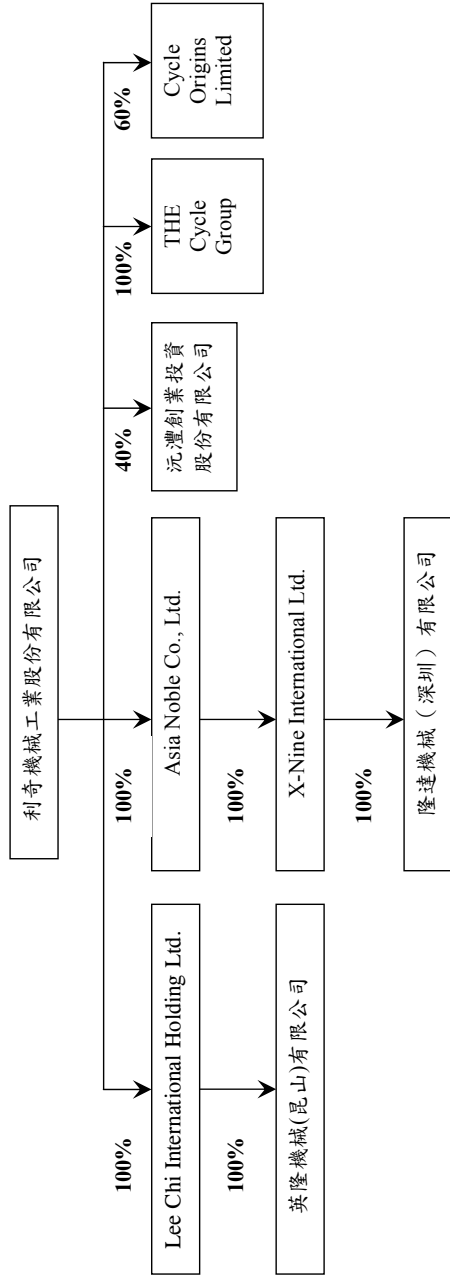 利奇機械工業股份有限公司
100%
100%
40%
100%
60%
Lee Chi International Holding Ltd.
Asia Noble Co., Ltd.
沅灃創業投資
股份有限公司
THE
Cycle
Group
Cycle
Origins
Limited
100%
100%
英隆機械(昆山)有限公司
X-Nine International Ltd.
100%
隆達機械（深圳）有限公司